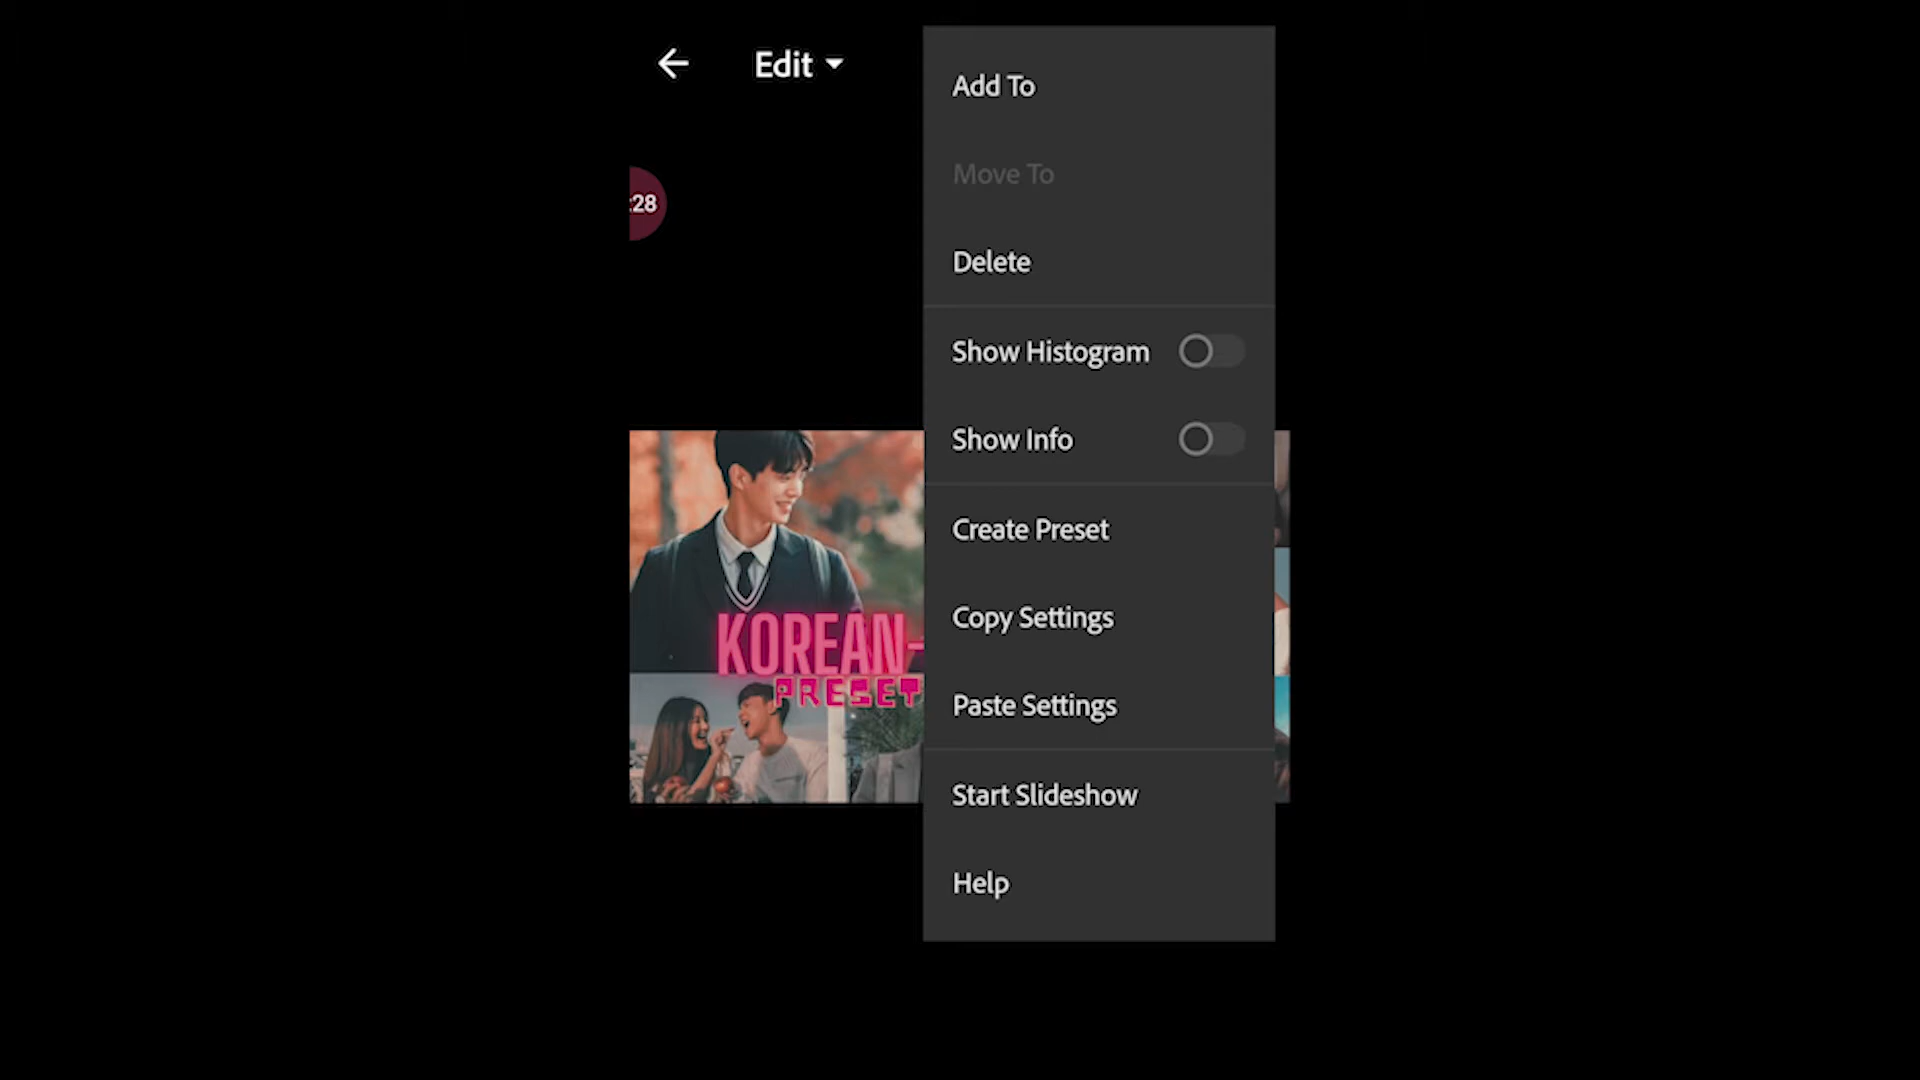 Edit
Add To
Move To
:28
Delete
Show Histogram
Show Info
Create Preset
Copy Settings
KOREAN-
PRESET
Paste Settings
Start Slideshow
Help